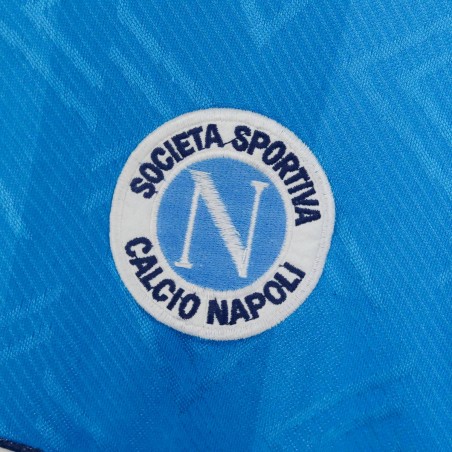 SOCIETA SPORTIVA
N
CALCIO NAPOLI